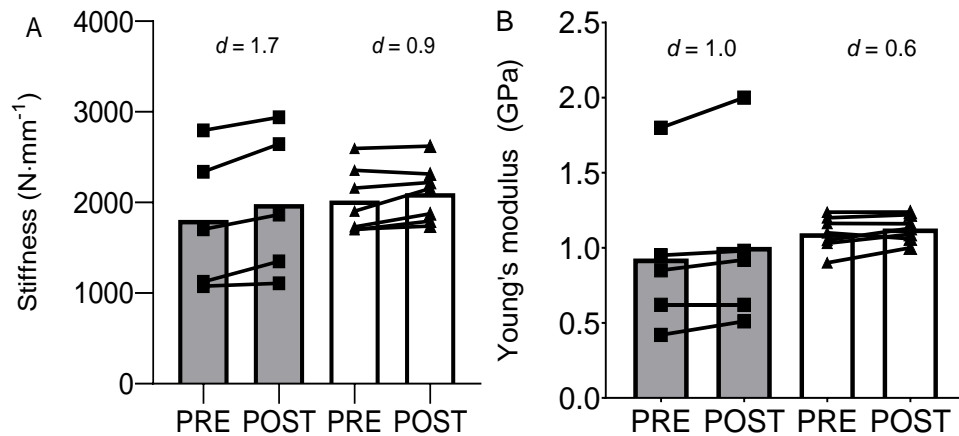 A
Stiffness (N·mm⁻¹)
4000
3000
2000
1000
0
d = 1.7
d = 0.9
PRE POST PRE POST
B
Young's modulus (GPa)
2.5
2.0
1.5
1.0
0.5
0.0
d = 1.0
d = 0.6
PRE POST PRE POST